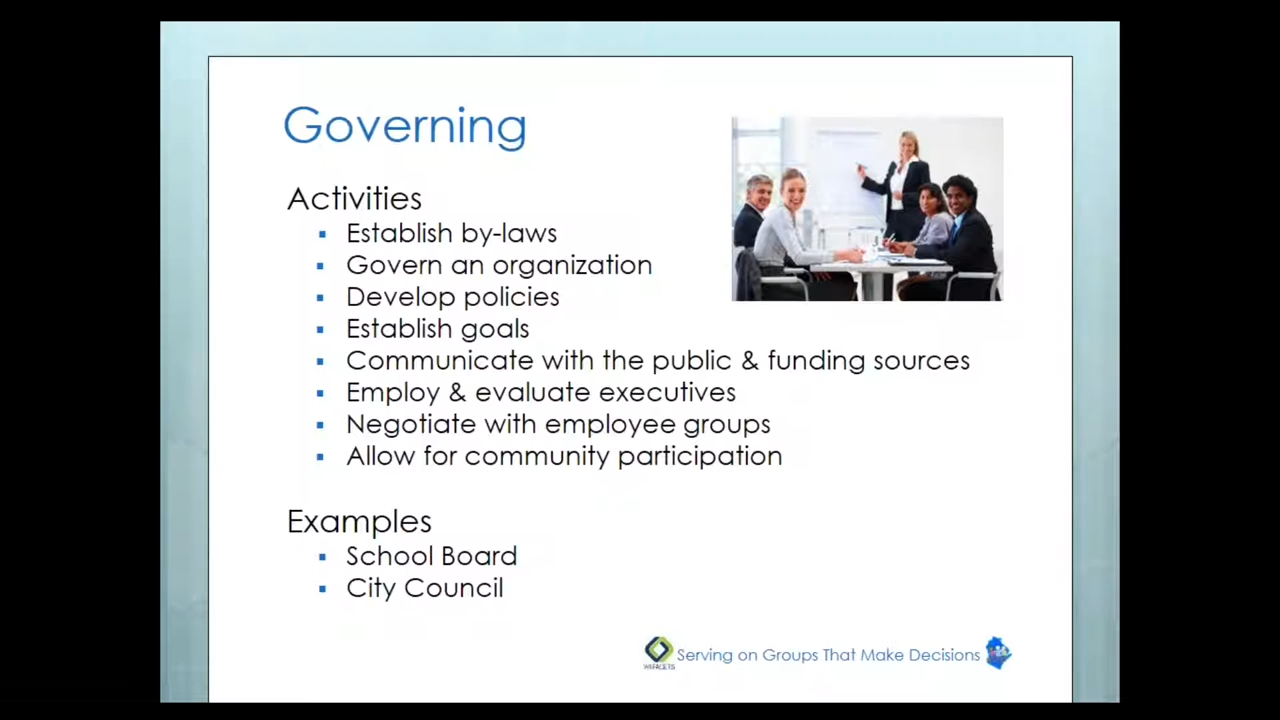 Governing
Activities
Establish by-laws
Govern an organization
Develop policies
Establish goals
Communicate with the public & funding sources
Employ & evaluate executives
Negotiate with employee groups
Allow for community participation
Examples
School Board
City Council
WI FACETS
Serving on Groups That Make Decisions